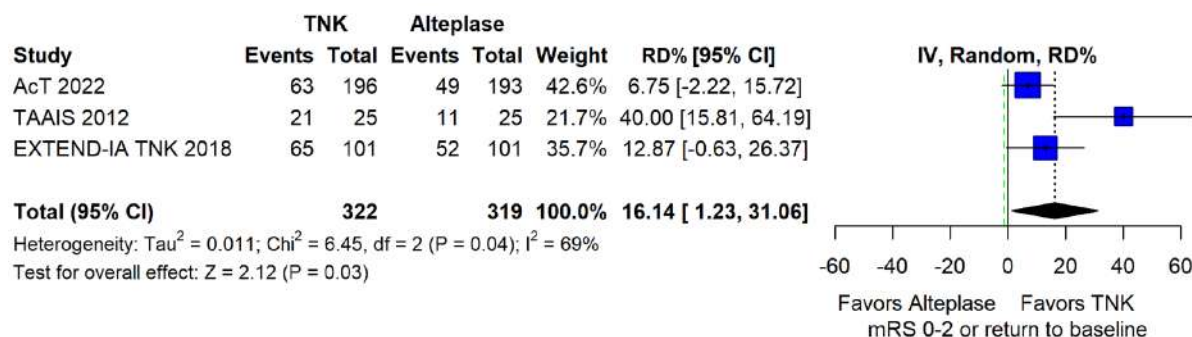 TNK Alteplase
Study Events Total Events Total Weight RD% [95% CI] IV, Random, RD%
AcT 2022 63 196 49 193 42.6% 6.75 [-2.22, 15.72]
TAAIS 2012 21 25 11 25 21.7% 40.00 [15.81, 64.19]
EXTEND-IA TNK 2018 65 101 52 101 35.7% 12.87 [-0.63, 26.37]
Total (95% CI) 322 319 100.0% 16.14 [ 1.23, 31.06]
Heterogeneity: Tau² = 0.011; Chi² = 6.45, df = 2 (P = 0.04); I² = 69%
Test for overall effect: Z = 2.12 (P = 0.03)
-60 -40 -20 0 20 40 60
Favors Alteplase Favors TNK
mRS 0-2 or return to baseline